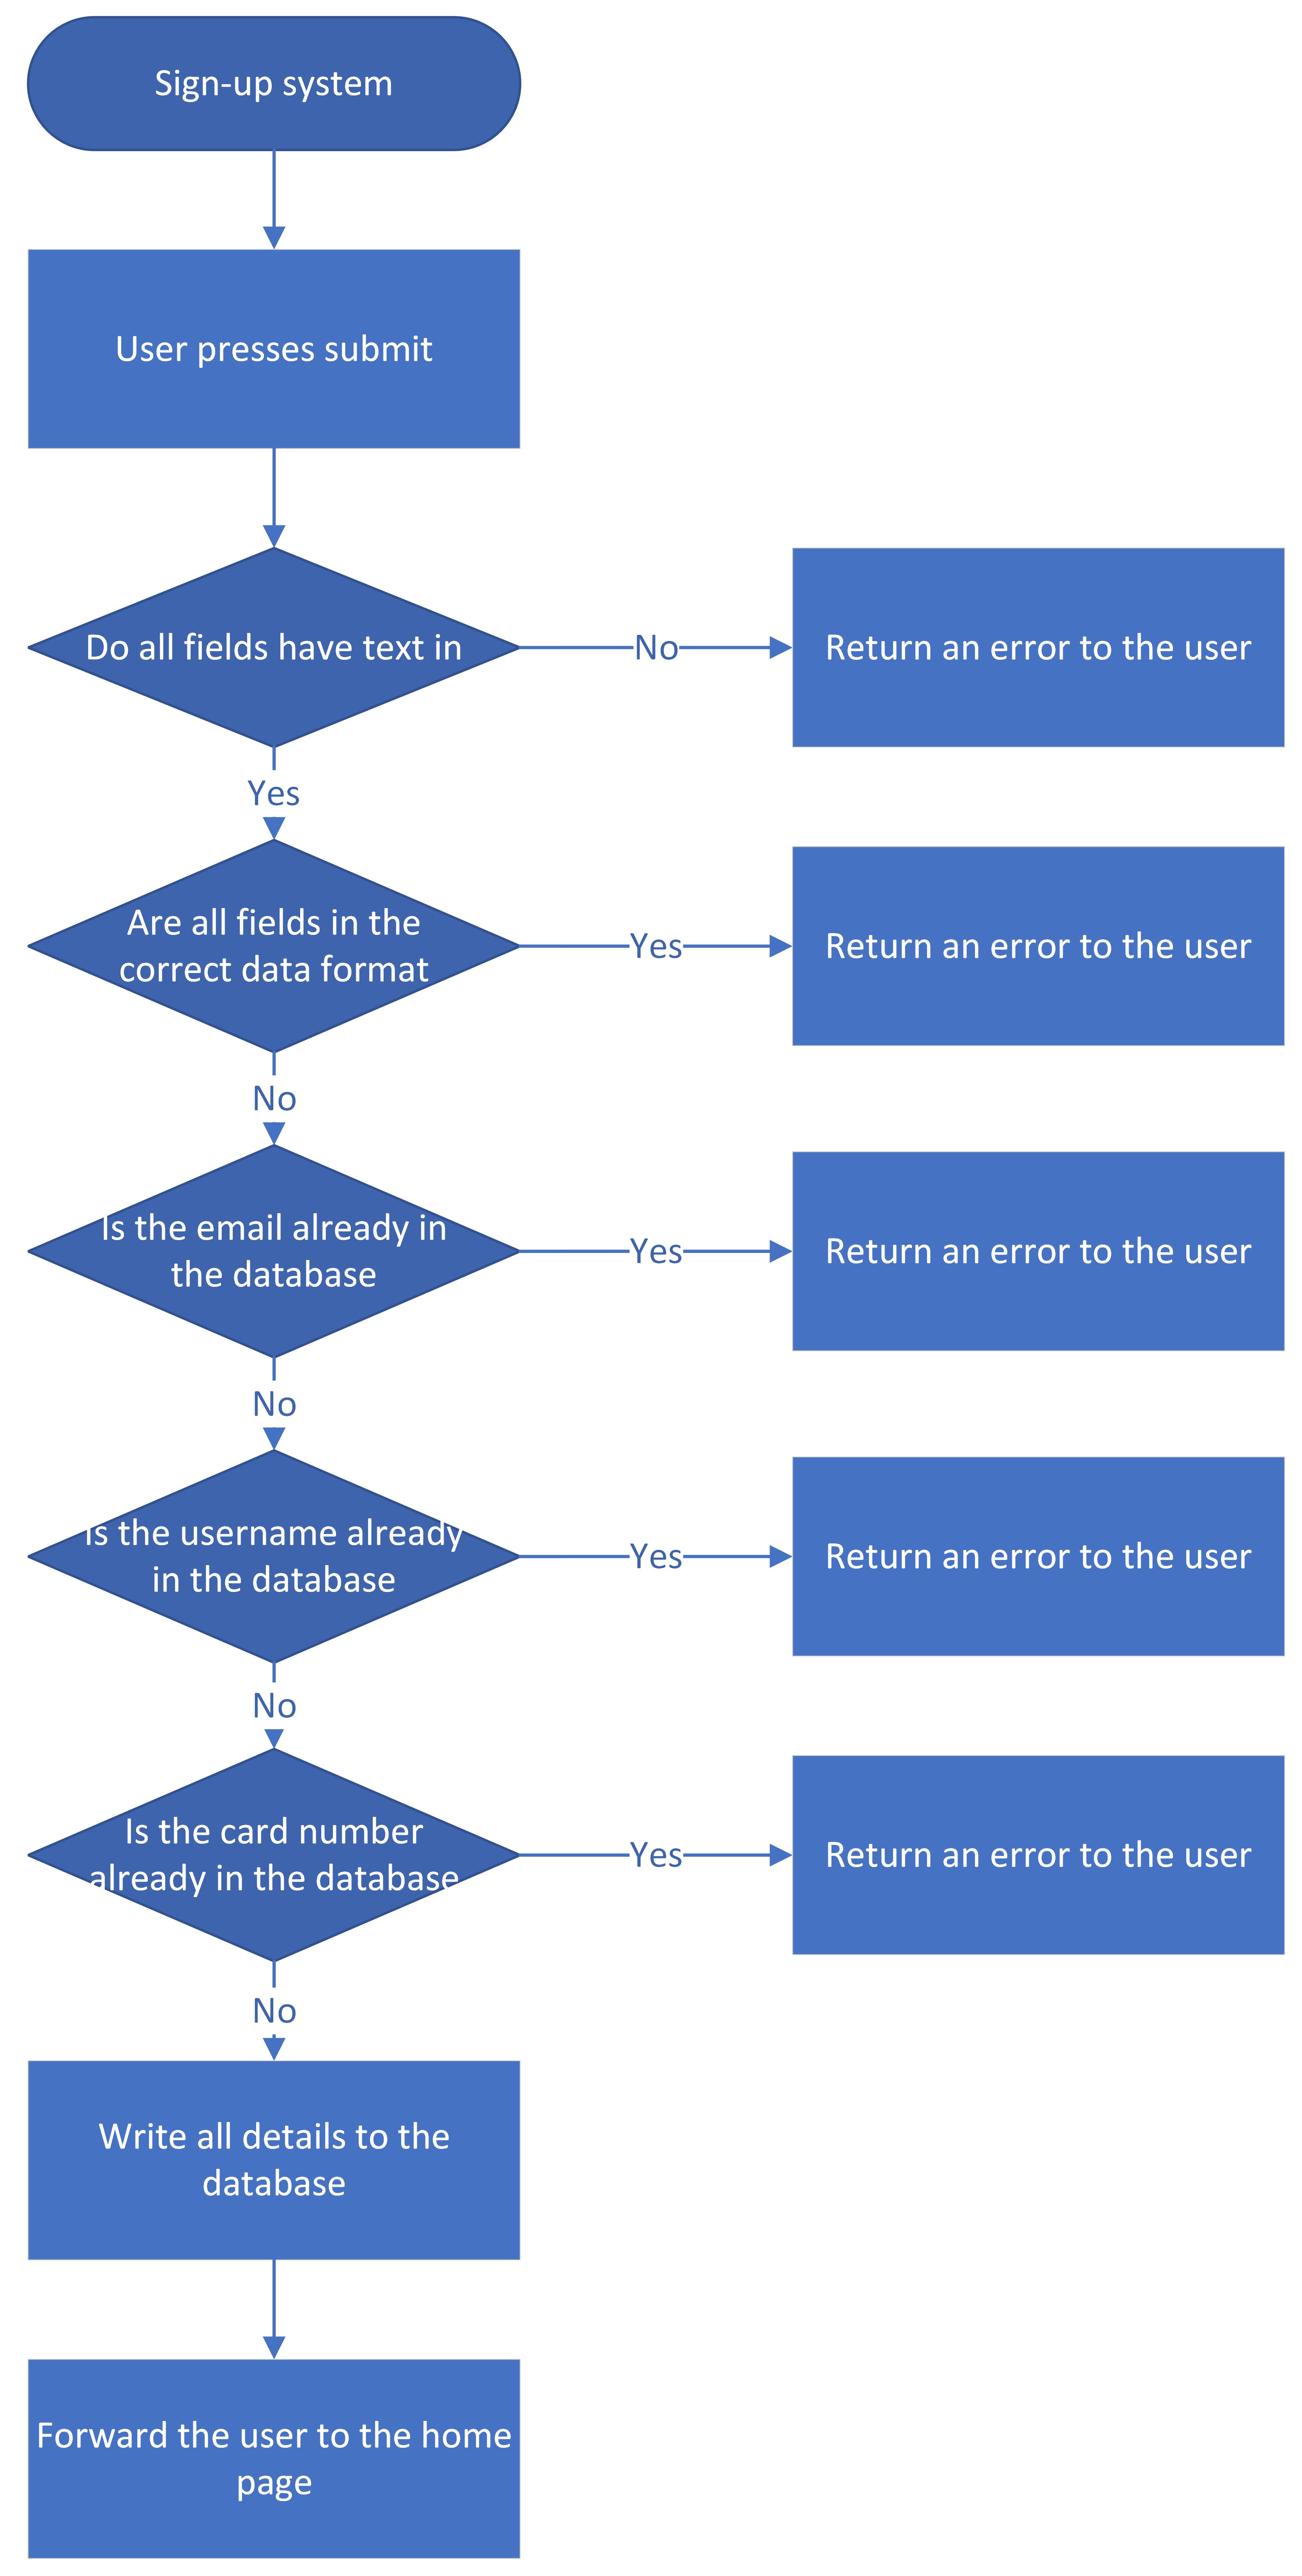 Sign-up system
User presses submit
Do all fields have text in
No
Return an error to the user
Yes
Are all fields in the
correct data format
Yes
Return an error to the user
No
Is the email already in
the database
Yes
Return an error to the user
No
Is the username already
in the database
Yes
Return an error to the user
No
Is the card number
already in the database
Yes
Return an error to the user
No
Write all details to the
database
Forward the user to the home
page